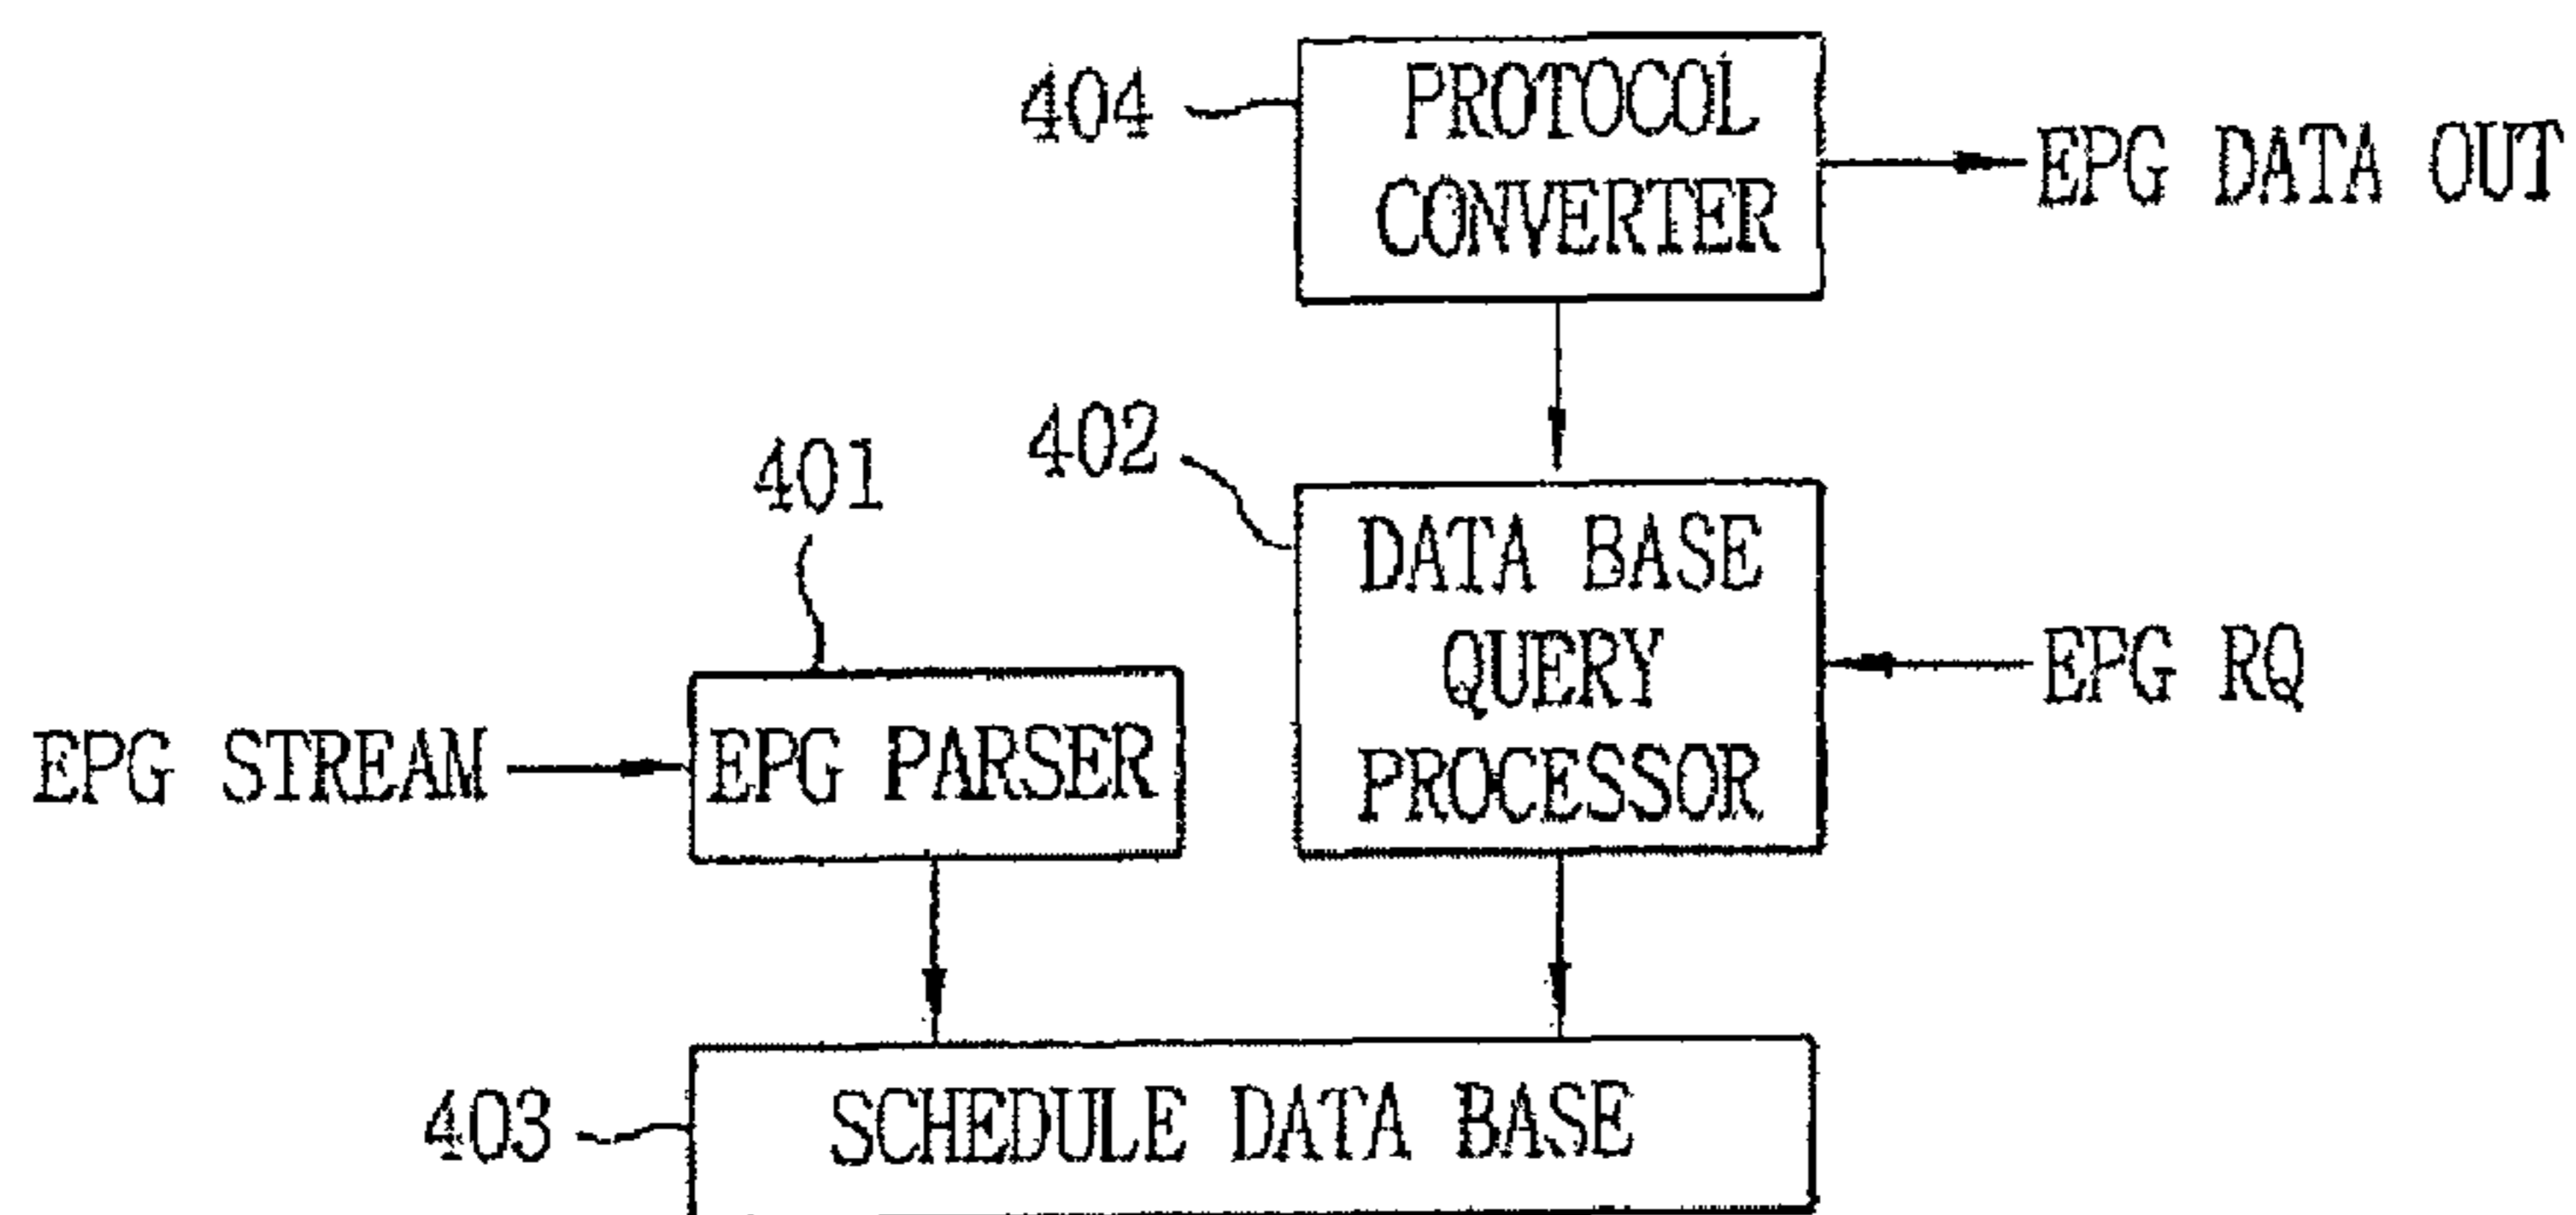 404
PROTOCOL
CONVERTER
EPG DATA OUT
402
401
DATA BASE
QUERY
PROCESSOR
EPG RQ
EPG STREAM
EPG PARSER
403
SCHEDULE DATA BASE